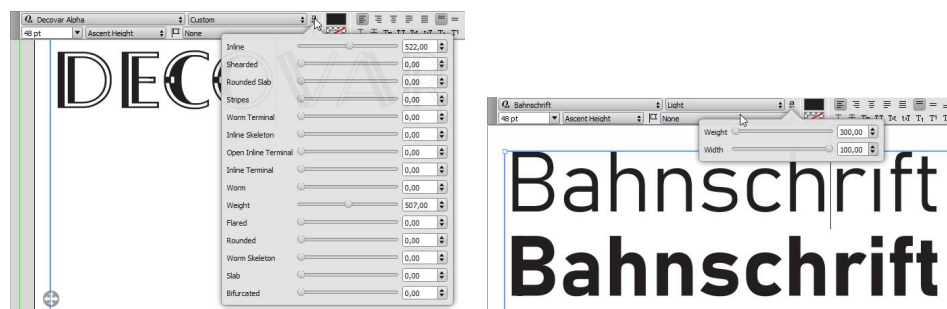 Decovar Alpha
Custom
48 pt
Ascent Height
None
DECOVAR
Inline 522,00
Shearded 0,00
Rounded Slab 0,00
Stripes 0,00
Worm Terminal 0,00
Inline Skeleton 0,00
Open Inline Terminal 0,00
Inline Terminal 0,00
Worm 0,00
Weight 507,00
Flared 0,00
Rounded 0,00
Worm Skeleton 0,00
Slab 0,00
Bifurcated 0,00
Bahnschrift
Light
48 pt
Ascent Height
None
Weight 300,00
Width 100,00
Bahnschrift
Bahnschrift